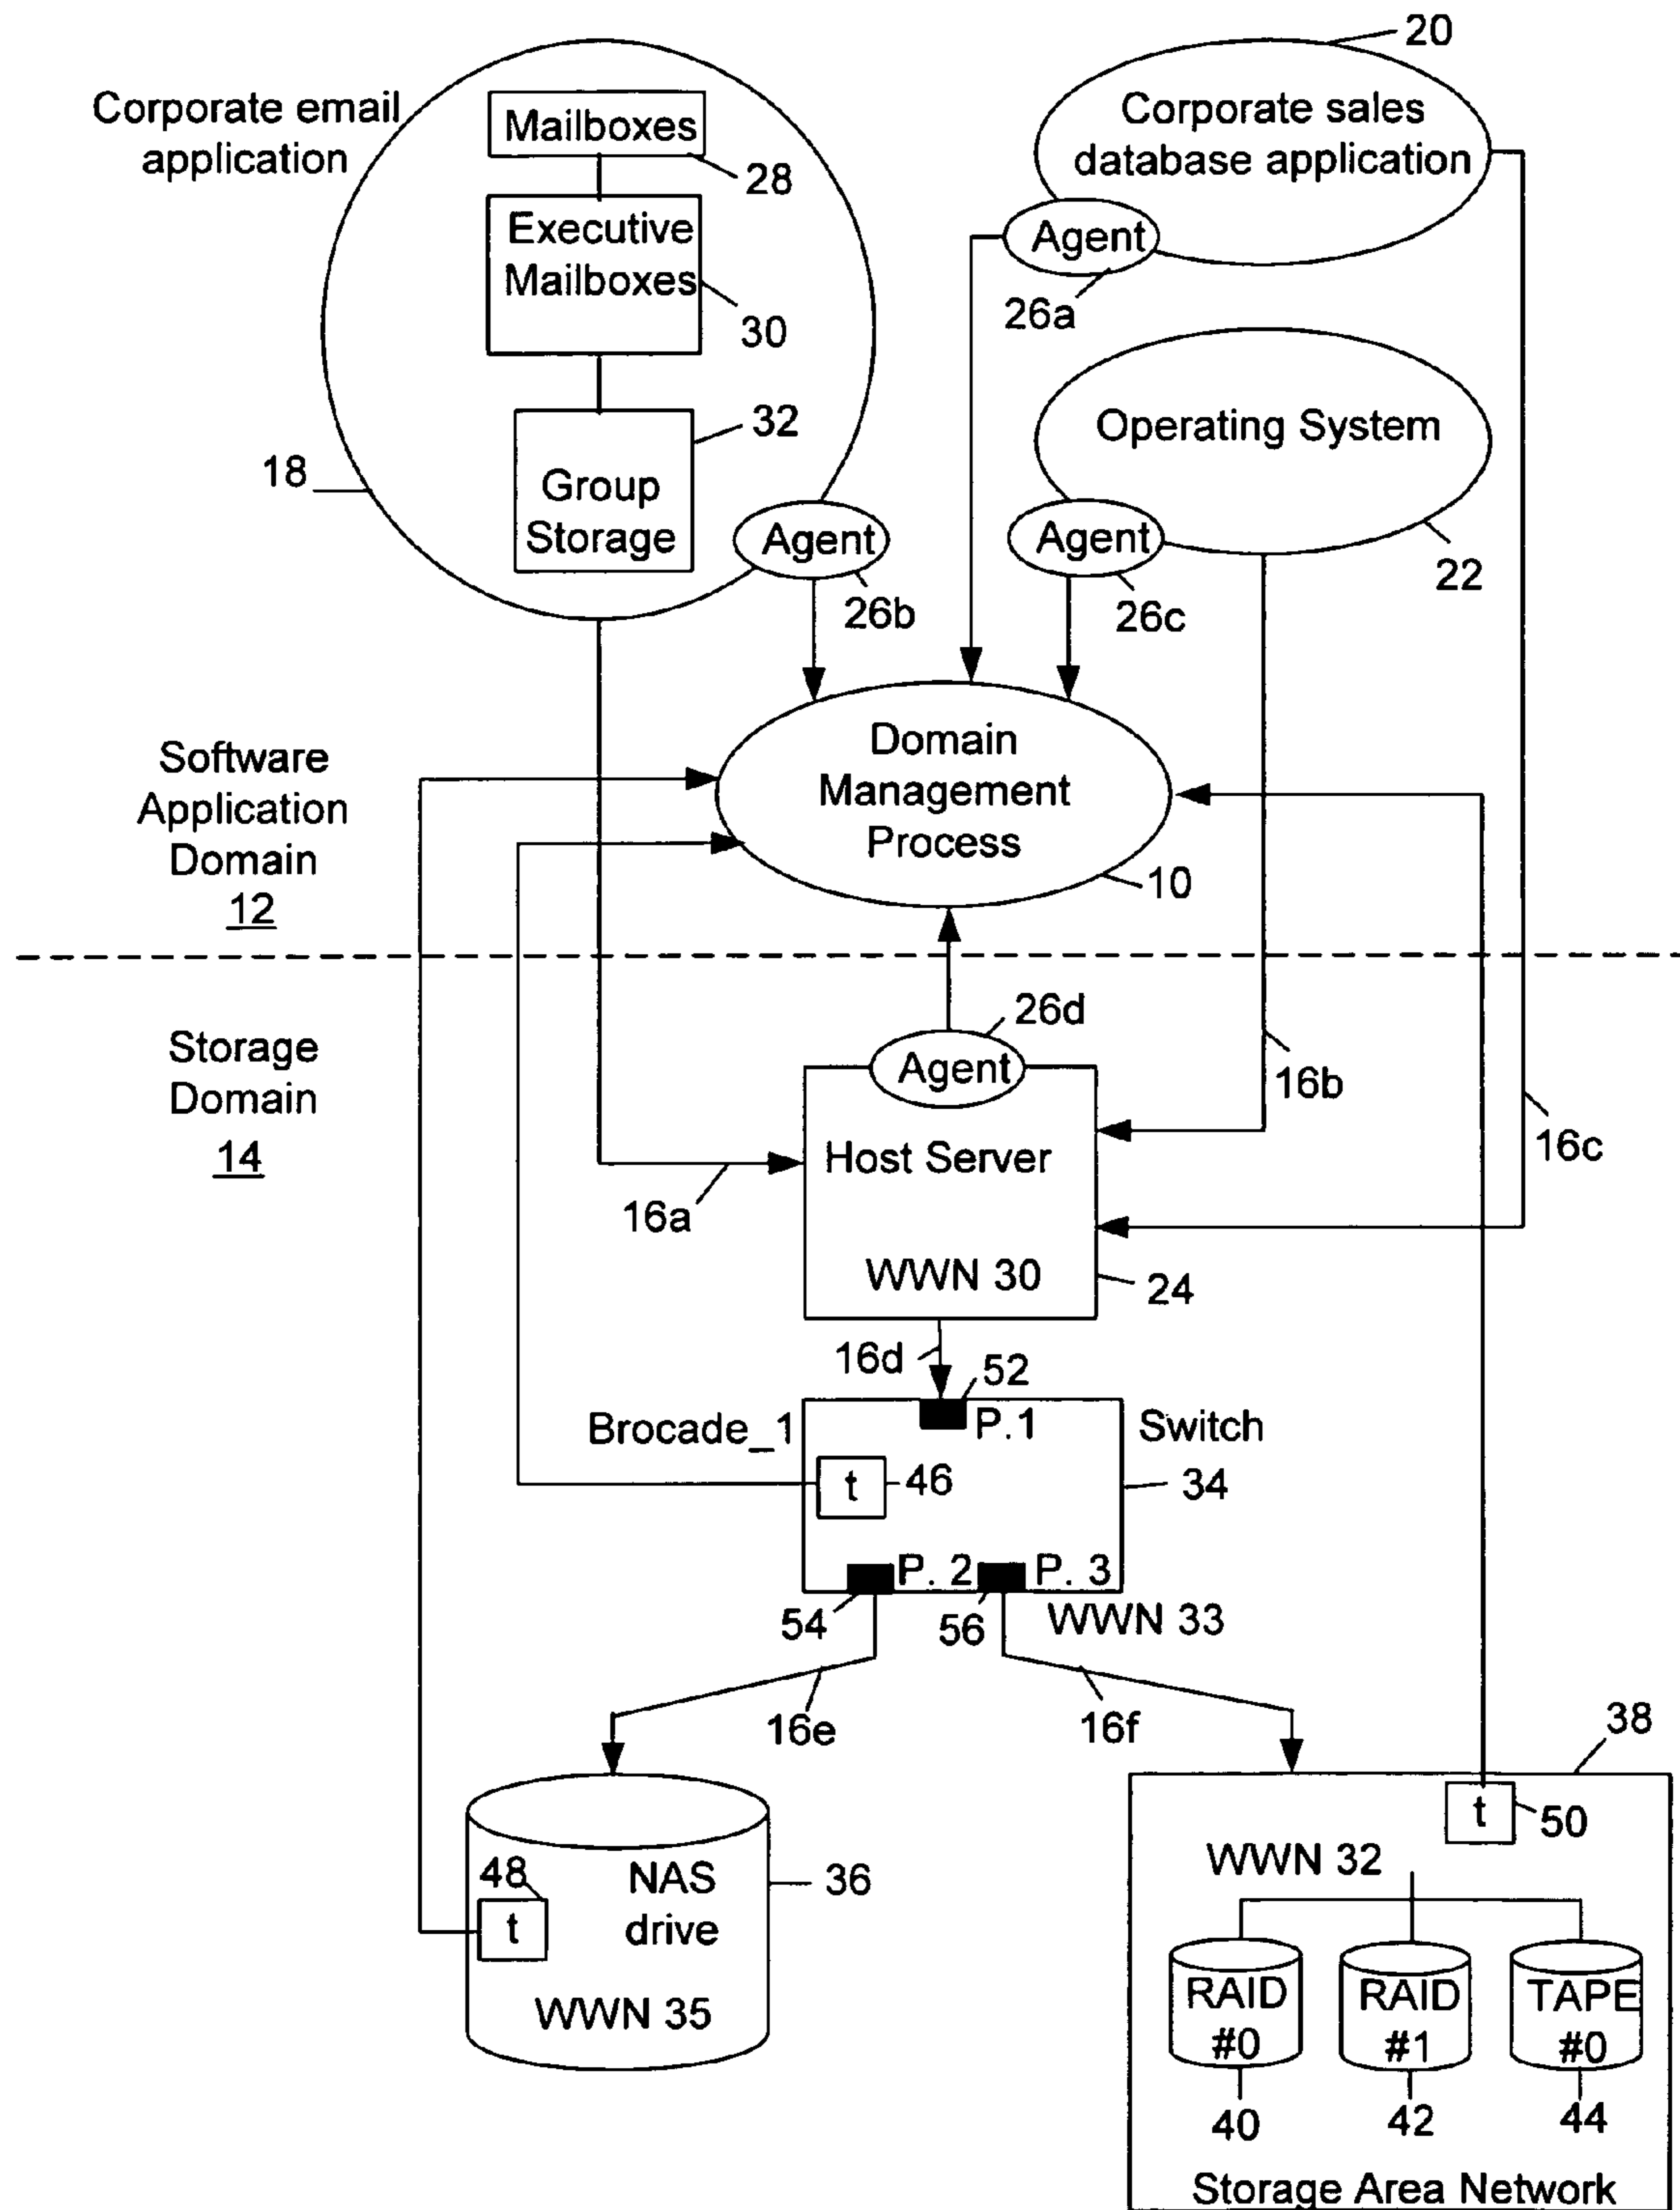 20
Corporate email
application
Mailboxes
28
Executive
Mailboxes
30
32
Group
Storage
18
Agent
26b
Corporate sales
database application
Agent
26a
Operating System
Agent
26c
22
Software
Application
Domain
12
Domain
Management
Process
10
Storage
Domain
14
26d
Agent
16b
16c
Host Server
16a
WWN 30
24
16d
52
Brocade_1
P.1
Switch
t
46
34
P. 2
P. 3
54
56
WWN 33
16e
16f
38
48
t
NAS
drive
36
WWN 35
t
50
WWN 32
RAID
#0
RAID
#1
TAPE
#0
40
42
44
Storage Area Network